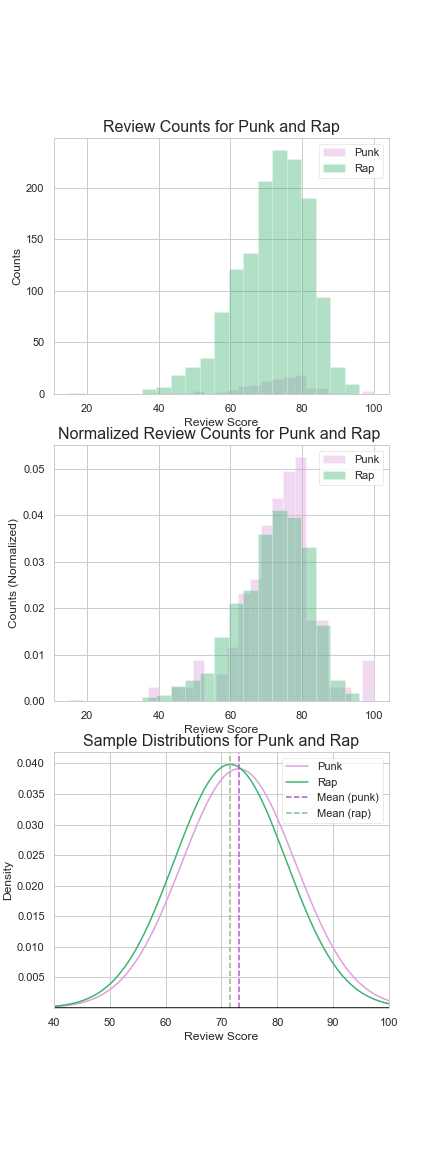 Review Counts for Punk and Rap
Punk
Rap
200
150
100
50
0
Counts
20 40 60 80 100
Review Score
Normalized Review Counts for Punk and Rap
Punk
Rap
0.05
0.04
0.03
0.02
0.01
0.00
Counts (Normalized)
20 40 60 80 100
Review Score
Sample Distributions for Punk and Rap
Punk
Rap
Mean (punk)
Mean (rap)
0.040
0.035
0.030
0.025
0.020
0.015
0.010
0.005
Density
40 50 60 70 80 90 100
Review Score